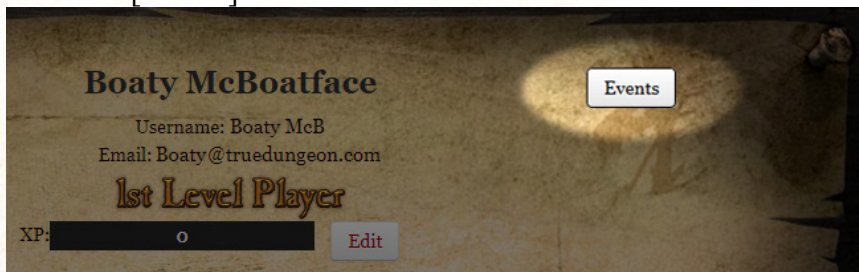 Boaty McBoatface
Events
Username: Boaty McB
Email: Boaty@truedungeon.com
1st Level Player
XP: 0
Edit